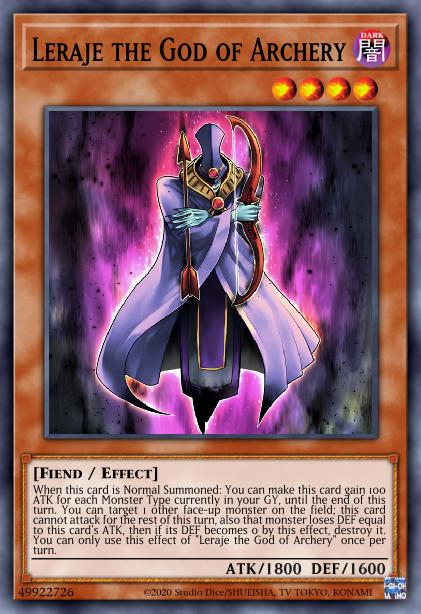 Leraje the God of Archery
DARK
闇
[Fiend / Effect]
When this card is Normal Summoned: You can make this card gain 100
ATK for each Monster Type currently in your GY, until the end of this
turn. You can target 1 other face-up monster on the field; this card
cannot attack for the rest of this turn, also that monster loses DEF equal
to this card's ATK, then if its DEF becomes 0 by this effect, destroy it.
You can only use this effect of "Leraje the God of Archery" once per
turn.
ATK/1800 DEF/1600
49922726
©2020 Studio Dice/SHUEISHA, TV TOKYO, KONAMI